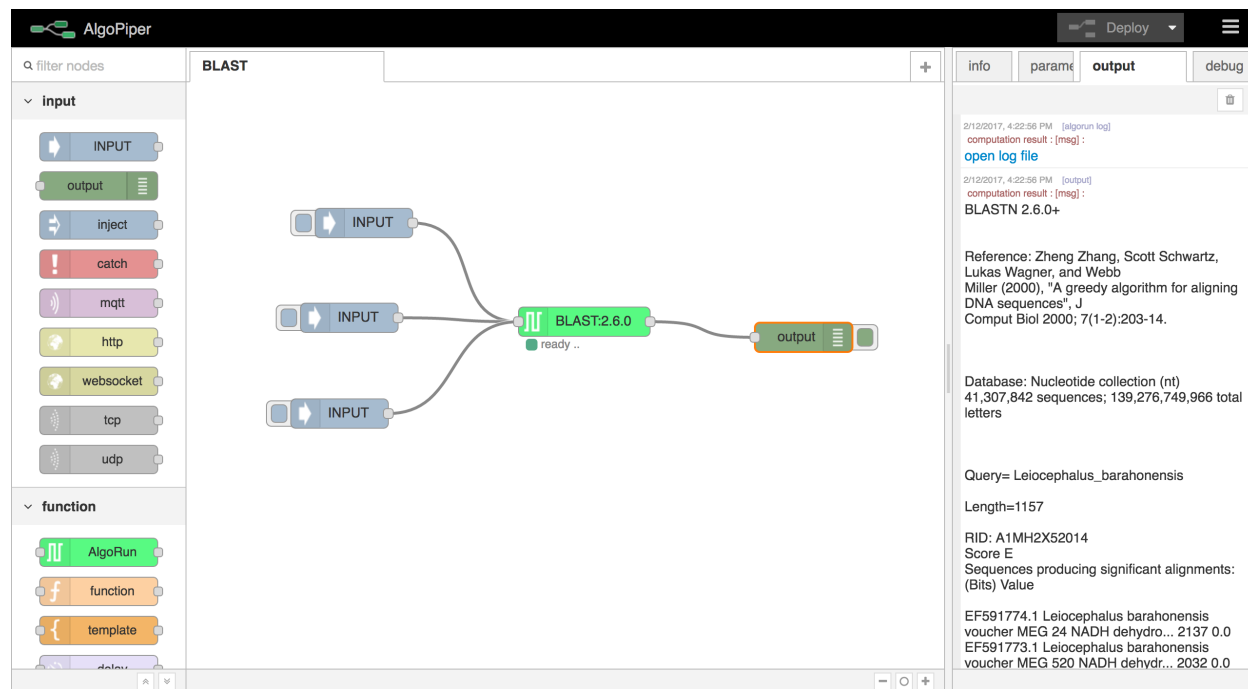 AlgoPiper
Deploy
filter nodes
BLAST
info
parame
output
debug
input
INPUT
output
inject
catch
mqtt
http
websocket
tcp
udp
function
AlgoRun
function
template
delay
INPUT
INPUT
INPUT
BLAST:2.6.0
ready ..
output
2/12/2017, 4:22:56 PM [algorun log]
computation result : [msg] :
open log file
2/12/2017, 4:22:56 PM [output]
computation result : [msg] :
BLASTN 2.6.0+
Reference: Zheng Zhang, Scott Schwartz,
Lukas Wagner, and Webb
Miller (2000), "A greedy algorithm for aligning
DNA sequences", J
Comput Biol 2000; 7(1-2):203-14.
Database: Nucleotide collection (nt)
41,307,842 sequences; 139,276,749,966 total
letters
Query= Leiocephalus_barahonensis
Length=1157
RID: A1MH2X52014
Score E
Sequences producing significant alignments:
(Bits) Value
EF591774.1 Leiocephalus barahonensis
voucher MEG 24 NADH dehydro... 2137 0.0
EF591773.1 Leiocephalus barahonensis
voucher MEG 520 NADH dehydr... 2032 0.0